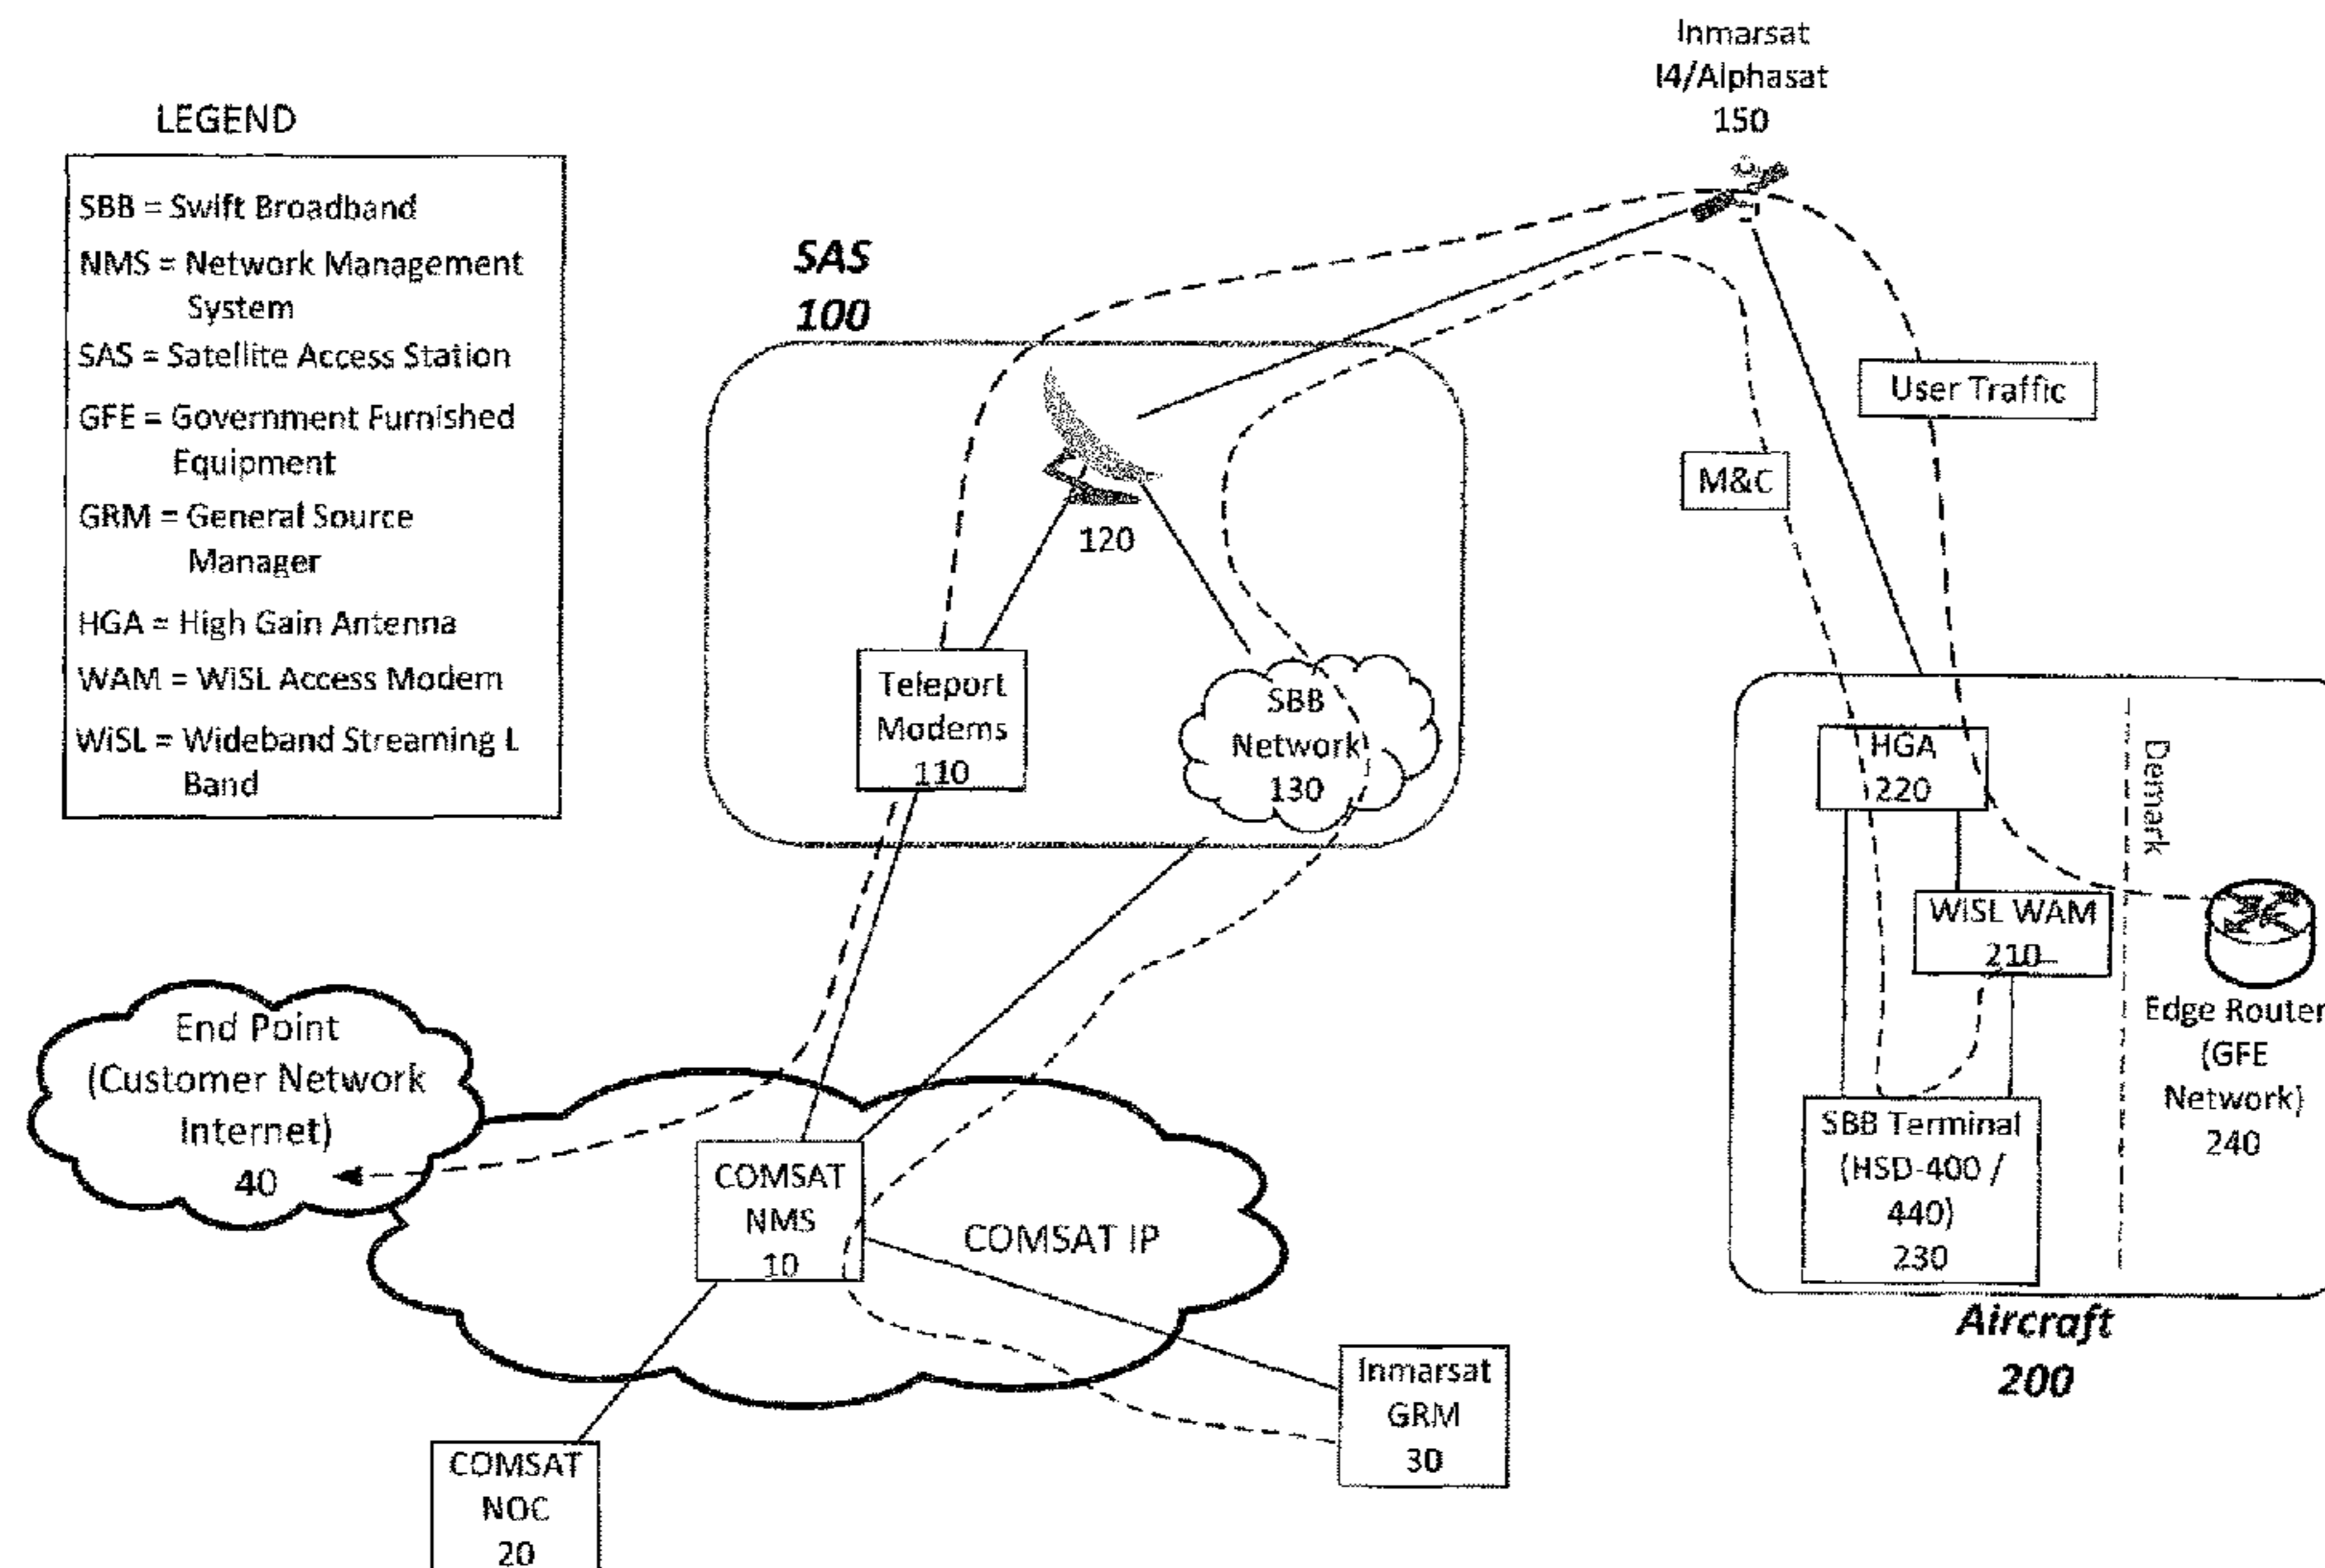 LEGEND
SBB = Swift Broadband
NMS = Network Management
System
SAS = Satellite Access Station
GFE = Government Furnished
Equipment
GRM = General Source
Manager
HGA = High Gain Antenna
WAM = WiSL Access Modem
WiSL = Wideband Streaming L
Band
Inmarsat
I4/Alphasat
150
SAS
100
120
Teleport
Modems
110
SBB
Network
130
User Traffic
M&C
HGA
220
Demark
WiSL WAM
210
Edge Router
(GFE
Network)
240
SBB Terminal
(HSD-400 /
440)
230
Aircraft
200
End Point
(Customer Network
Internet)
40
COMSAT
NMS
10
COMSAT IP
Inmarsat
GRM
30
COMSAT
NOC
20